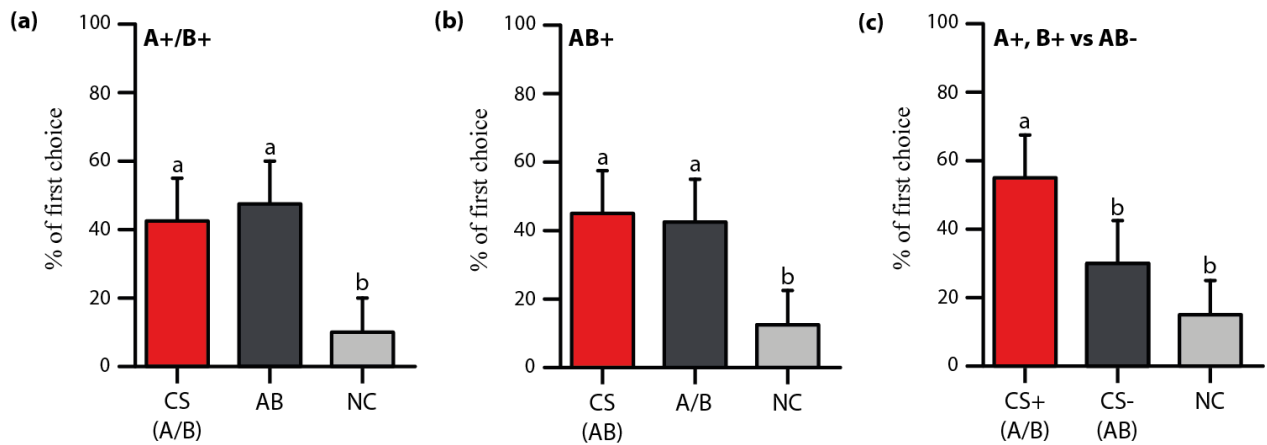 (a)
A+/B+
% of first choice
100
80
60
40
20
0
a
a
b
CS
(A/B)
AB
NC
(b)
AB+
% of first choice
100
80
60
40
20
0
a
a
b
CS
(AB)
A/B
NC
(c)
A+, B+ vs AB-
% of first choice
100
80
60
40
20
0
a
b
b
CS+
(A/B)
CS-
(AB)
NC